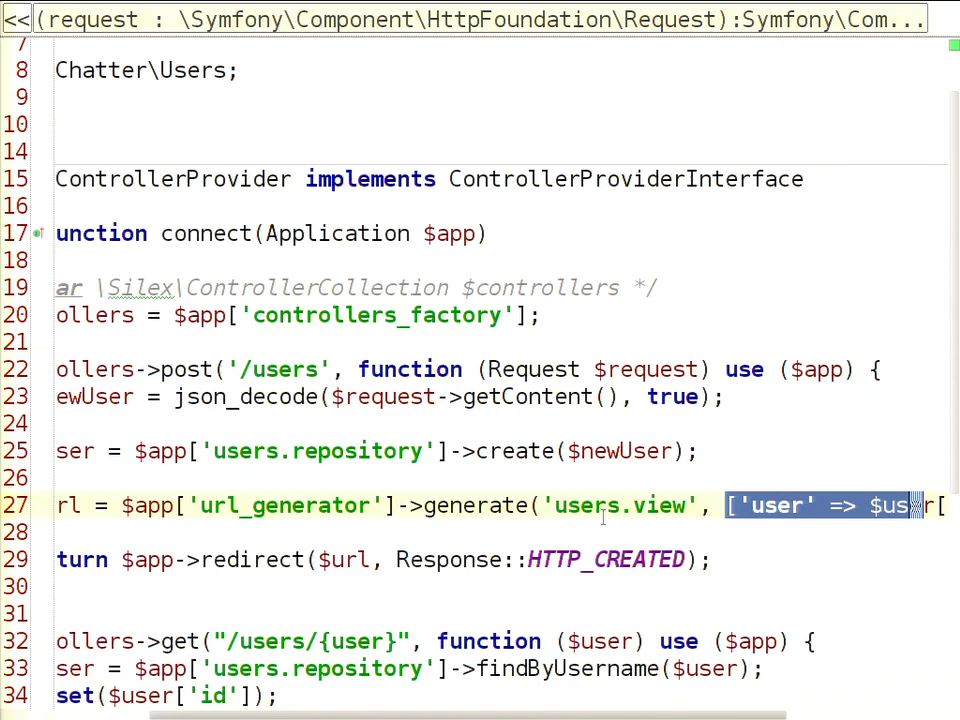 <<(request : \Symfony\Component\HttpFoundation\Request):Symfony\Com...
7
8 Chatter\Users;
9
10
14
15 ControllerProvider implements ControllerProviderInterface
16
17 unction connect(Application $app)
18
19 ar \Silex\ControllerCollection $controllers */
20 ollers = $app['controllers_factory'];
21
22 ollers->post('/users', function (Request $request) use ($app) {
23 ewUser = json_decode($request->getContent(), true);
24
25 ser = $app['users.repository']->create($newUser);
26
27 rl = $app['url_generator']->generate('users.view', ['user' => $user[
28
29 turn $app->redirect($url, Response::HTTP_CREATED);
30
31
32 ollers->get("/users/{user}", function ($user) use ($app) {
33 ser = $app['users.repository']->findByUsername($user);
34 set($user['id']);